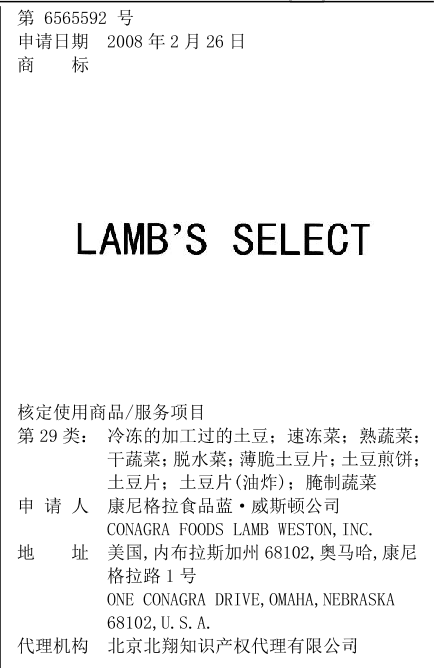 第 6565592 号
申请日期 2008 年 2 月 26 日
商 标
LAMB'S SELECT
核定使用商品/服务项目
第 29 类: 冷冻的加工过的土豆; 速冻菜; 熟蔬菜;
干蔬菜; 脱水菜; 薄脆土豆片; 土豆煎饼;
土豆片; 土豆片(油炸); 腌制蔬菜
申 请 人 康尼格拉食品蓝·威斯顿公司
CONAGRA FOODS LAMB WESTON, INC.
地 址 美国, 内布拉斯加州 68102, 奥马哈, 康尼
格拉路 1 号
ONE CONAGRA DRIVE, OMAHA, NEBRASKA
68102, U. S. A.
代理机构 北京北翔知识产权代理有限公司